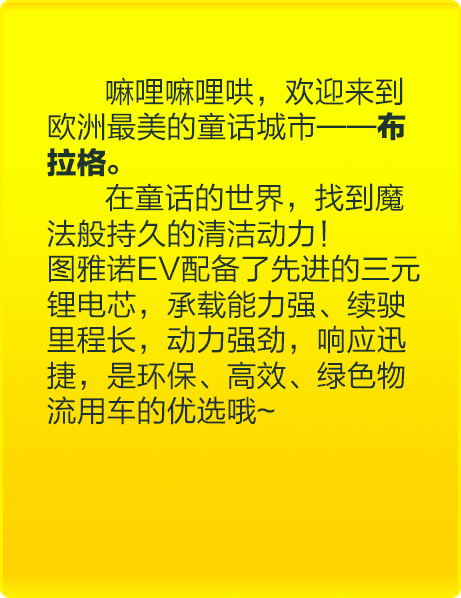 嘛哩嘛哩哄，欢迎来到
欧洲最美的童话城市——布
拉格。
在童话的世界，找到魔
法般持久的清洁动力！
图雅诺EV配备了先进的三元
锂电芯，承载能力强、续驶
里程长，动力强劲，响应迅
捷，是环保、高效、绿色物
流用车的优选哦~